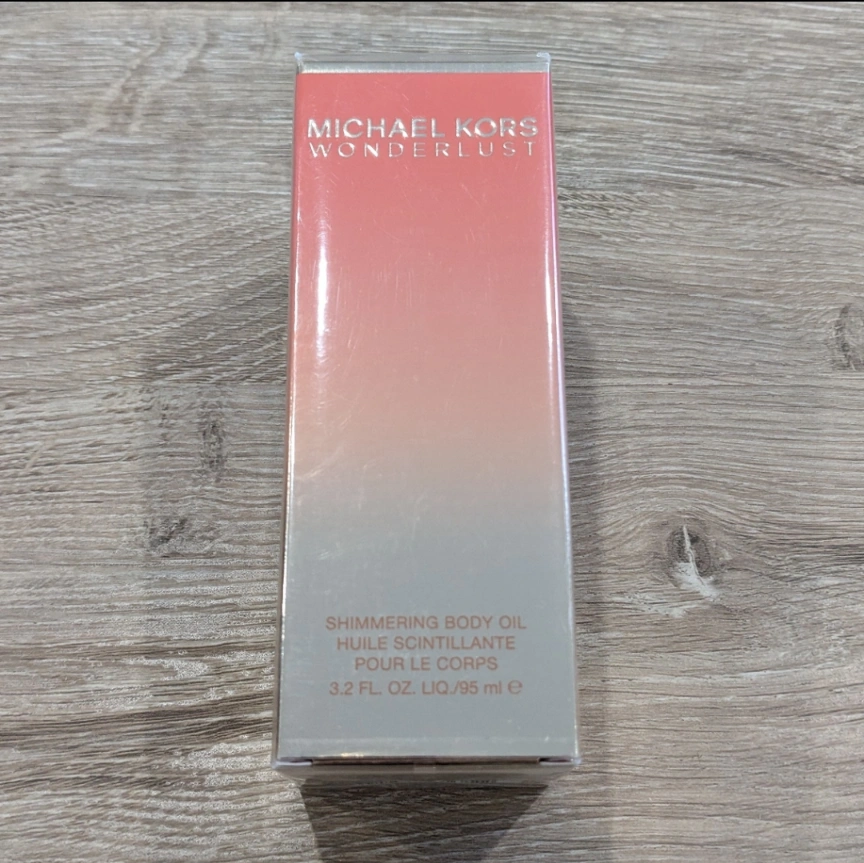 MICHAEL KORS
WONDERLUST
SHIMMERING BODY OIL
HUILE SCINTILLANTE
POUR LE CORPS
3.2 FL. OZ. LIQ./95 ml ℮